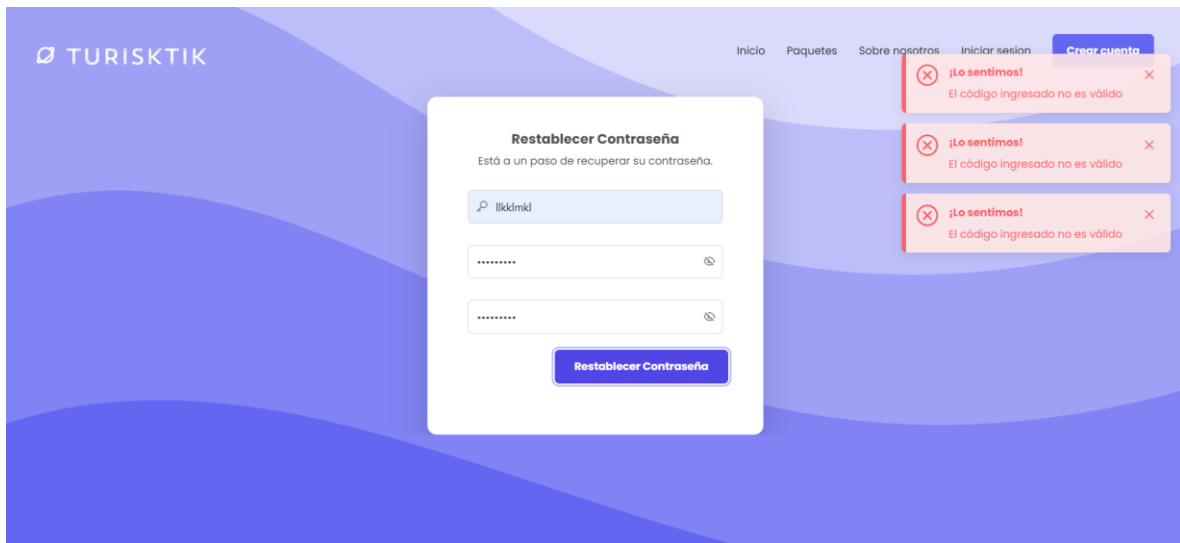 TURISKTIK
Inicio Paquetes Sobre nosotros Iniciar sesion Crear cuenta
¡Lo sentimos!
El código ingresado no es válido
¡Lo sentimos!
El código ingresado no es válido
¡Lo sentimos!
El código ingresado no es válido
Restablecer Contraseña
Está a un paso de recuperar su contraseña.
llkklmkl
•••••••••
•••••••••
Restablecer Contraseña